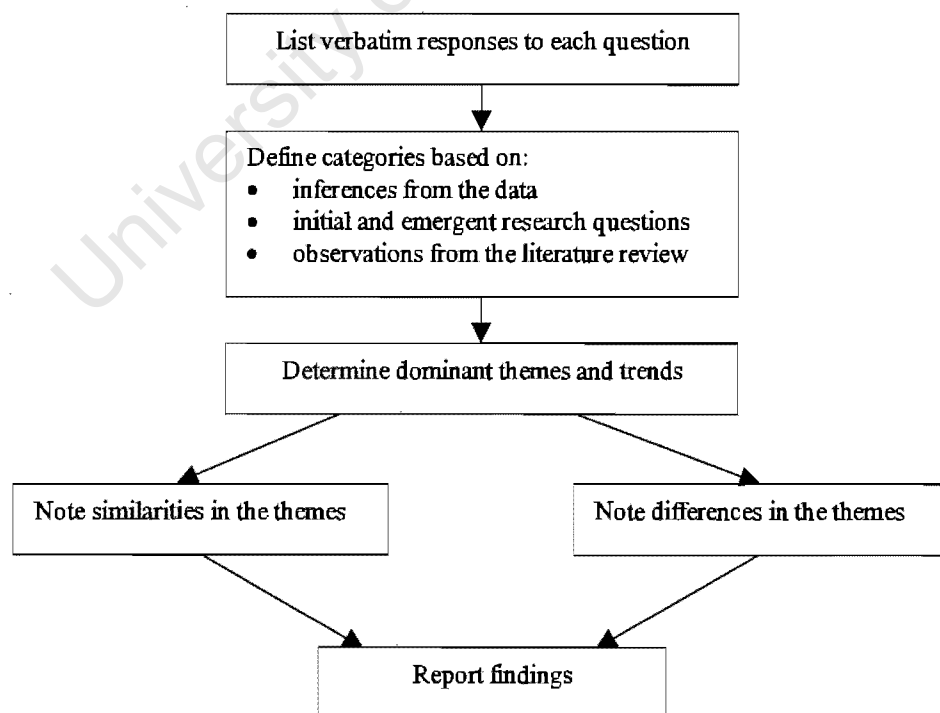 University o
List verbatim responses to each question
Define categories based on:
• inferences from the data
• initial and emergent research questions
• observations from the literature review
Determine dominant themes and trends
Note similarities in the themes
Note differences in the themes
Report findings